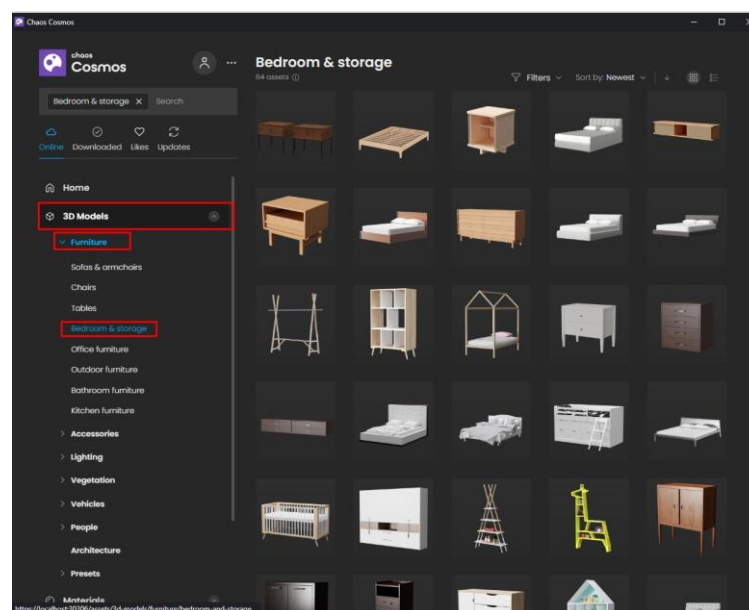 Chaos Cosmos
chaos
Cosmos
Bedroom & storage
64 assets
Filters
Sort by: Newest
Bedroom & storage X Search
Online Downloaded Likes Updates
Home
3D Models
Furniture
Sofas & armchairs
Chairs
Tables
Bedroom & storage
Office furniture
Outdoor furniture
Bathroom furniture
Kitchen furniture
Accessories
Lighting
Vegetation
Vehicles
People
Architecture
Presets
Materials
https://localhost:30306/assets/3d-models/furniture/bedroom-and-storage